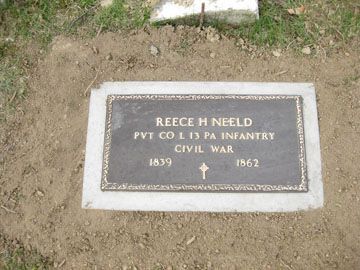 REECE H NEELD
PVT CO L 13 PA INFANTRY
CIVIL WAR
1839 1862